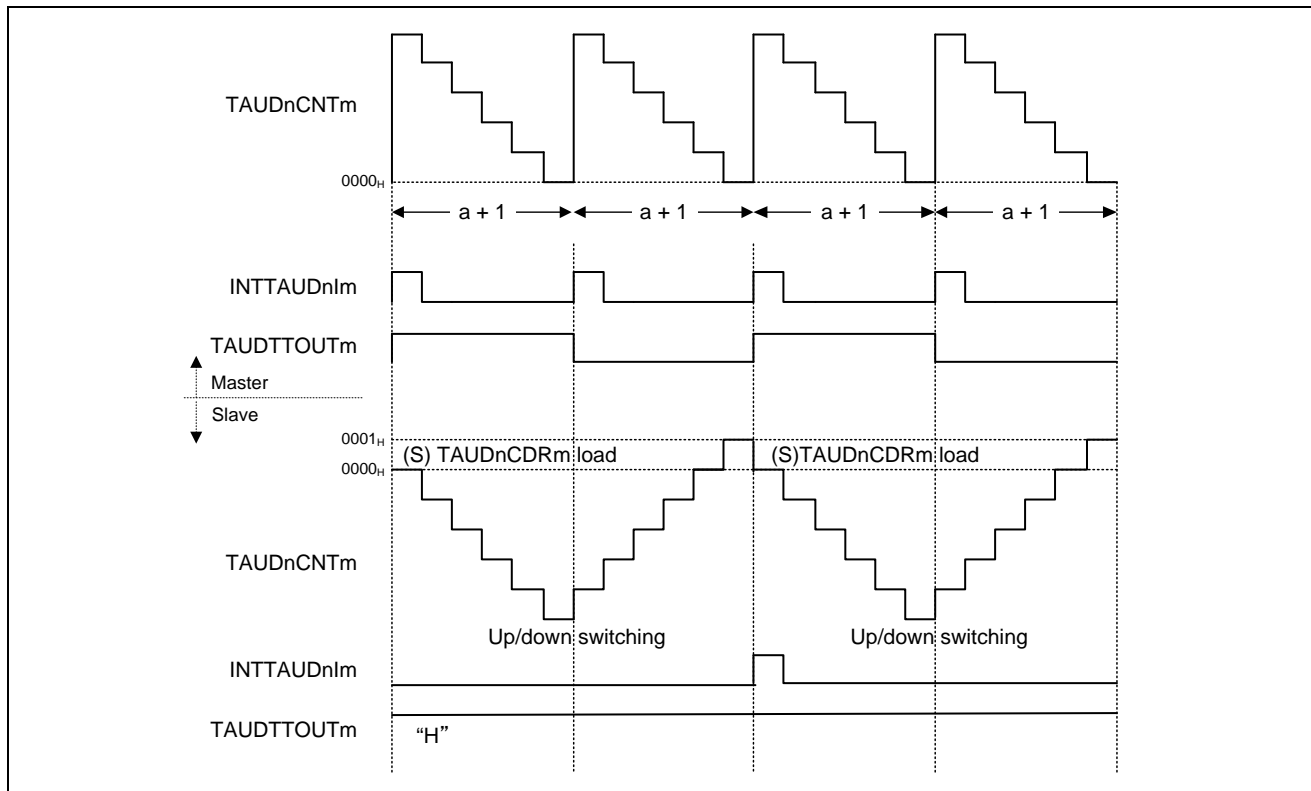 TAUDnCNTm
0000H
a + 1 a + 1 a + 1 a + 1
INTTAUDnIm
TAUDTTOUTm
Master
Slave
0001H
(S) TAUDnCDRm load (S)TAUDnCDRm load
0000H
TAUDnCNTm
Up/down switching Up/down switching
INTTAUDnIm
TAUDTTOUTm
“H”